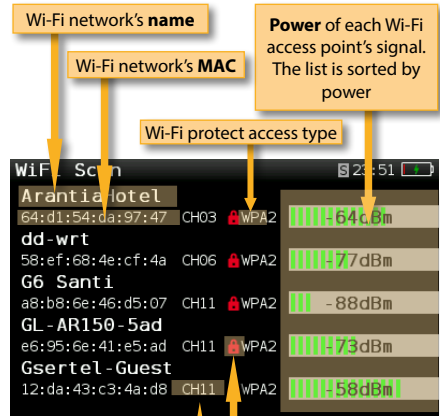 Wi-Fi network's name
Wi-Fi network's MAC
Power of each Wi-Fi
access point's signal.
The list is sorted by
power
Wi-Fi protect access type
WiFi Scan
S 23:51
ArantiaHotel
64:d1:54:da:97:47 CH03 WPA2 -64dBm
dd-wrt
58:ef:68:4e:cf:4a CH06 WPA2 -77dBm
G6 Santi
a8:b8:6e:46:d5:07 CH11 WPA2 -88dBm
GL-AR150-5ad
e6:95:6e:41:e5:ad CH11 WPA2 -73dBm
Gsertel-Guest
12:da:43:c3:4a:d8 CH11 WPA2 -58dBm